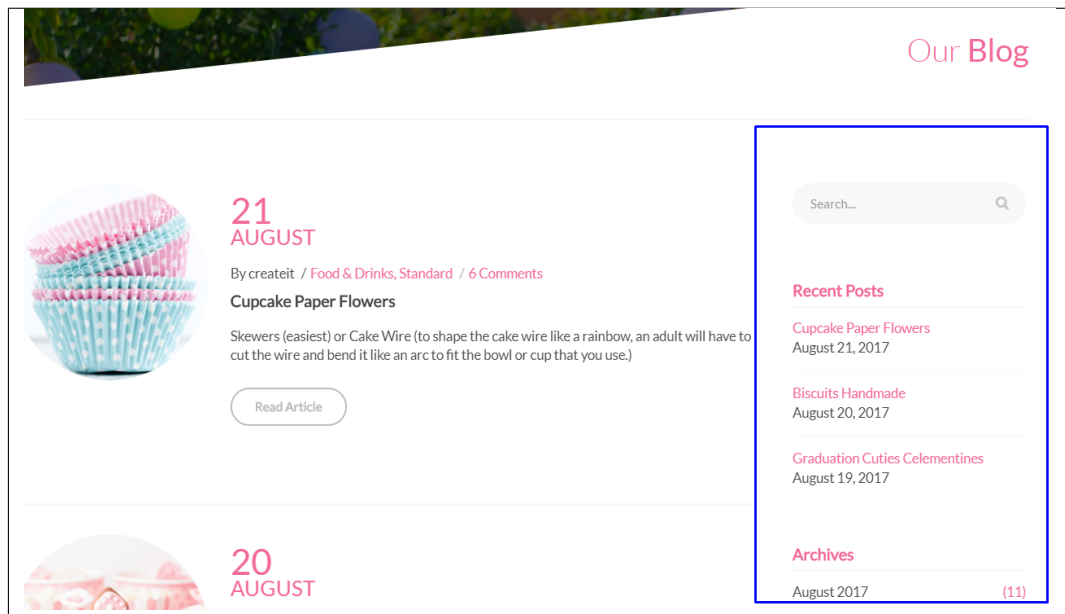 Our Blog
21
AUGUST
By createit / Food & Drinks, Standard / 6 Comments
Cupcake Paper Flowers
Skewers (easiest) or Cake Wire (to shape the cake wire like a rainbow, an adult will have to
cut the wire and bend it like an arc to fit the bowl or cup that you use.)
Read Article
20
AUGUST
Search...
Recent Posts
Cupcake Paper Flowers
August 21, 2017
Biscuits Handmade
August 20, 2017
Graduation Cuties Celementines
August 19, 2017
Archives
August 2017 (11)